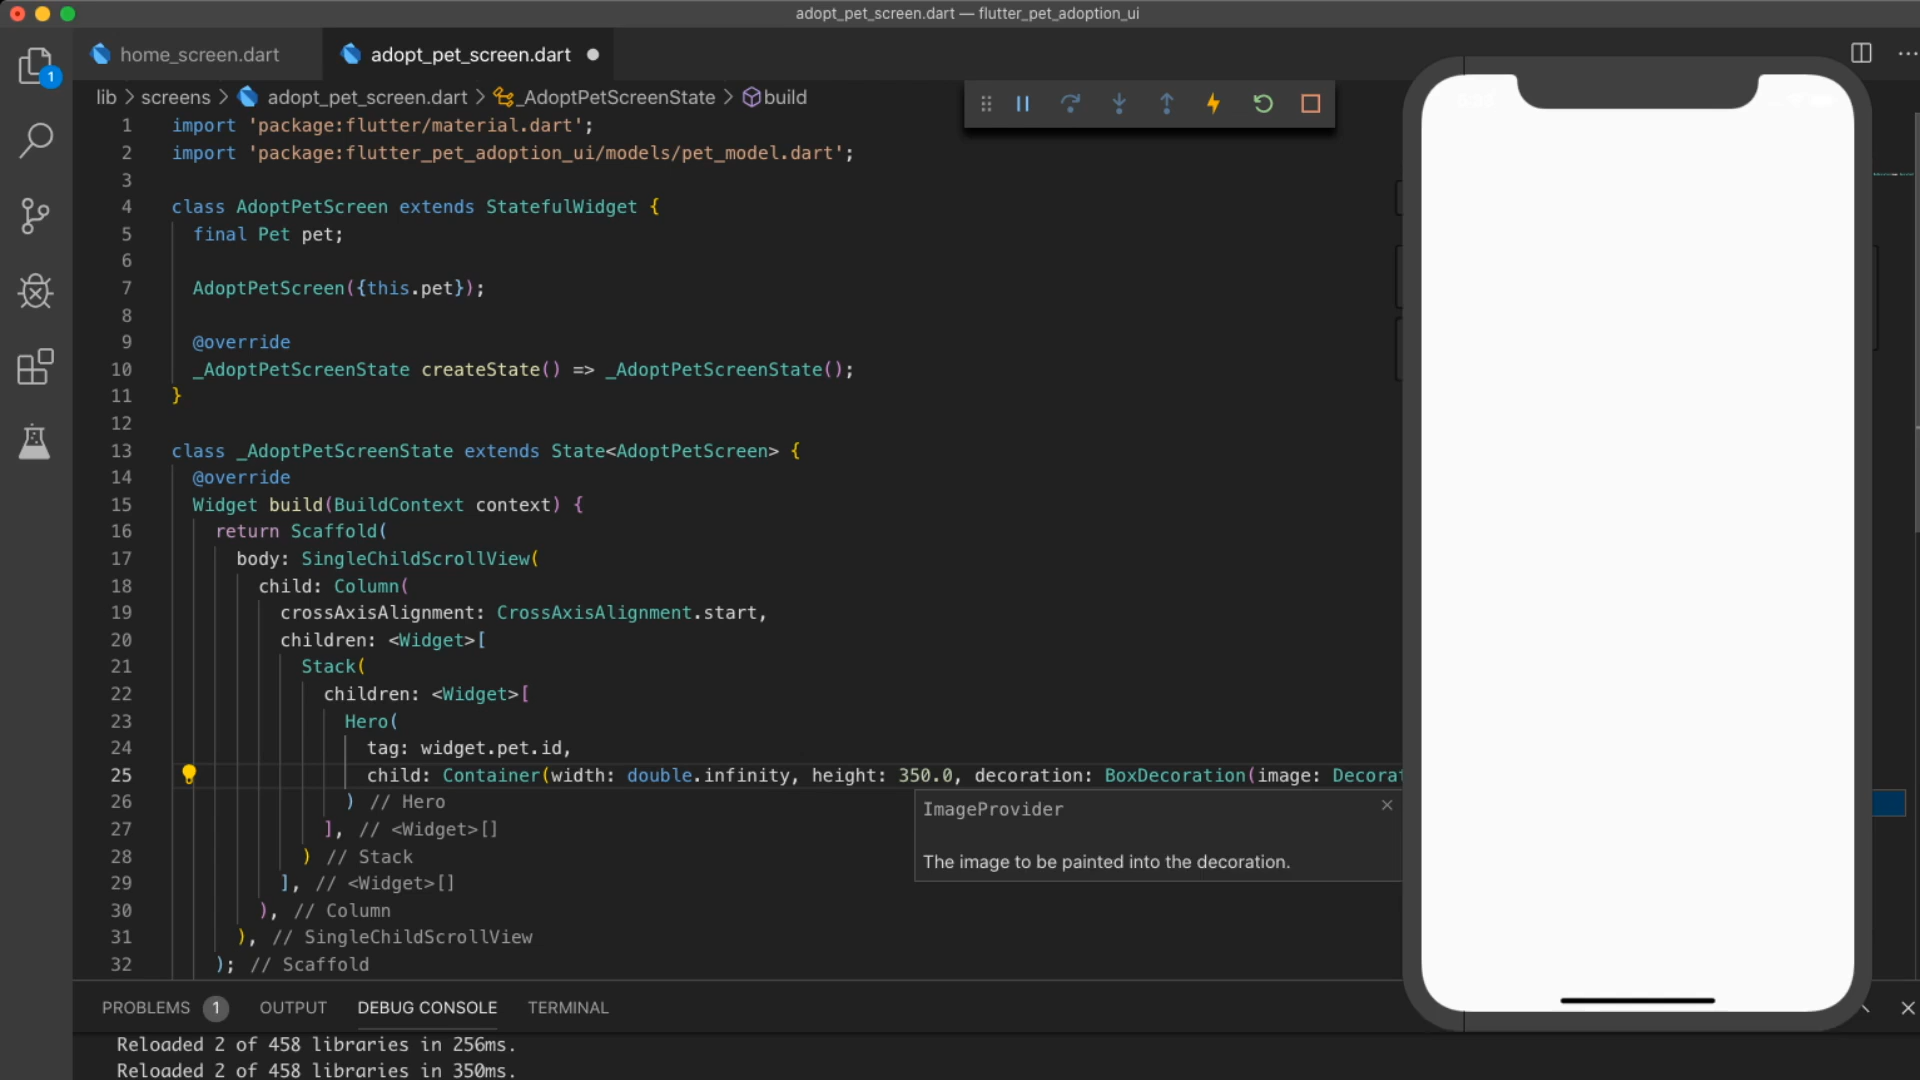 adopt_pet_screen.dart — flutter_pet_adoption_ui
home_screen.dart
adopt_pet_screen.dart
1
lib > screens > adopt_pet_screen.dart > _AdoptPetScreenState > build
1 import 'package:flutter/material.dart';
2 import 'package:flutter_pet_adoption_ui/models/pet_model.dart';
3
4 class AdoptPetScreen extends StatefulWidget {
5 final Pet pet;
6
7 AdoptPetScreen({this.pet});
8
9 @override
10 _AdoptPetScreenState createState() => _AdoptPetScreenState();
11 }
12
13 class _AdoptPetScreenState extends State<AdoptPetScreen> {
14 @override
15 Widget build(BuildContext context) {
16 return Scaffold(
17 body: SingleChildScrollView(
18 child: Column(
19 crossAxisAlignment: CrossAxisAlignment.start,
20 children: <Widget>[
21 Stack(
22 children: <Widget>[
23 Hero(
24 tag: widget.pet.id,
25 child: Container(width: double.infinity, height: 350.0, decoration: BoxDecoration(image: Decorat
26 ) // Hero
27 ], // <Widget>[]
28 ) // Stack
29 ], // <Widget>[]
30 ), // Column
31 ), // SingleChildScrollView
32 ); // Scaffold
ImageProvider
The image to be painted into the decoration.
PROBLEMS 1 OUTPUT DEBUG CONSOLE TERMINAL
Reloaded 2 of 458 libraries in 256ms.
Reloaded 2 of 458 libraries in 350ms.